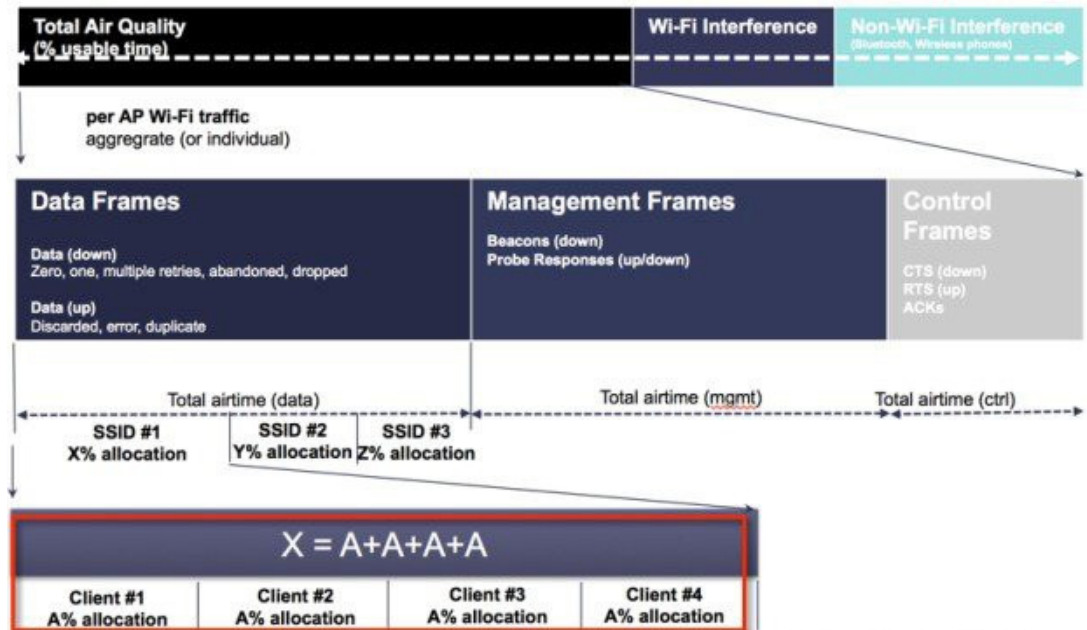 Total Air Quality
(% usable time)
Wi-Fi Interference
Non-Wi-Fi Interference
(Bluetooth, Wireless phones)
per AP Wi-Fi traffic
aggregrate (or individual)
Data Frames
Data (down)
Zero, one, multiple retries, abandoned, dropped
Data (up)
Discarded, error, duplicate
Management Frames
Beacons (down)
Probe Responses (up/down)
Control
Frames
CTS (down)
RTS (up)
ACKs
Total airtime (data)
Total airtime (mgmt)
Total airtime (ctrl)
SSID #1
X% allocation
SSID #2
Y% allocation
SSID #3
Z% allocation
X = A+A+A+A
Client #1
A% allocation
Client #2
A% allocation
Client #3
A% allocation
Client #4
A% allocation